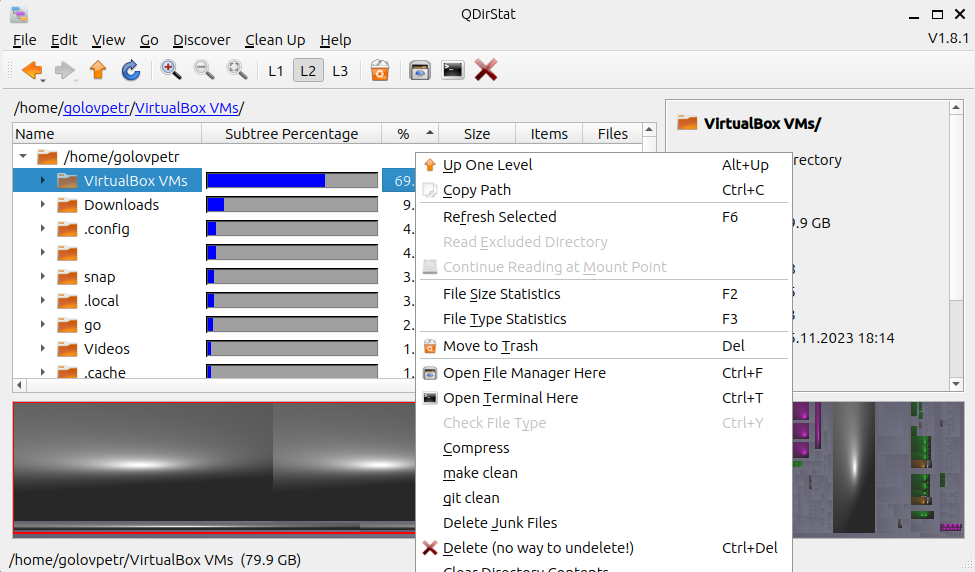 QDirStat
File Edit View Go Discover Clean Up Help
V1.8.1
L1 L2 L3
/home/golovpetr/VirtualBox VMs/
Name Subtree Percentage % Size Items Files
/home/golovpetr
VirtualBox VMs 69.
Downloads 9.
.config 4.
4.
snap 3.
.local 3.
go 2.
Videos 1.
.cache 1.
VirtualBox VMs/
rectory
9.9 GB
5.11.2023 18:14
Up One Level Alt+Up
Copy Path Ctrl+C
Refresh Selected F6
Read Excluded Directory
Continue Reading at Mount Point
File Size Statistics F2
File Type Statistics F3
Move to Trash Del
Open File Manager Here Ctrl+F
Open Terminal Here Ctrl+T
Check File Type Ctrl+Y
Compress
make clean
git clean
Delete Junk Files
Delete (no way to undelete!) Ctrl+Del
Clear Directory Contents
/home/golovpetr/VirtualBox VMs (79.9 GB)